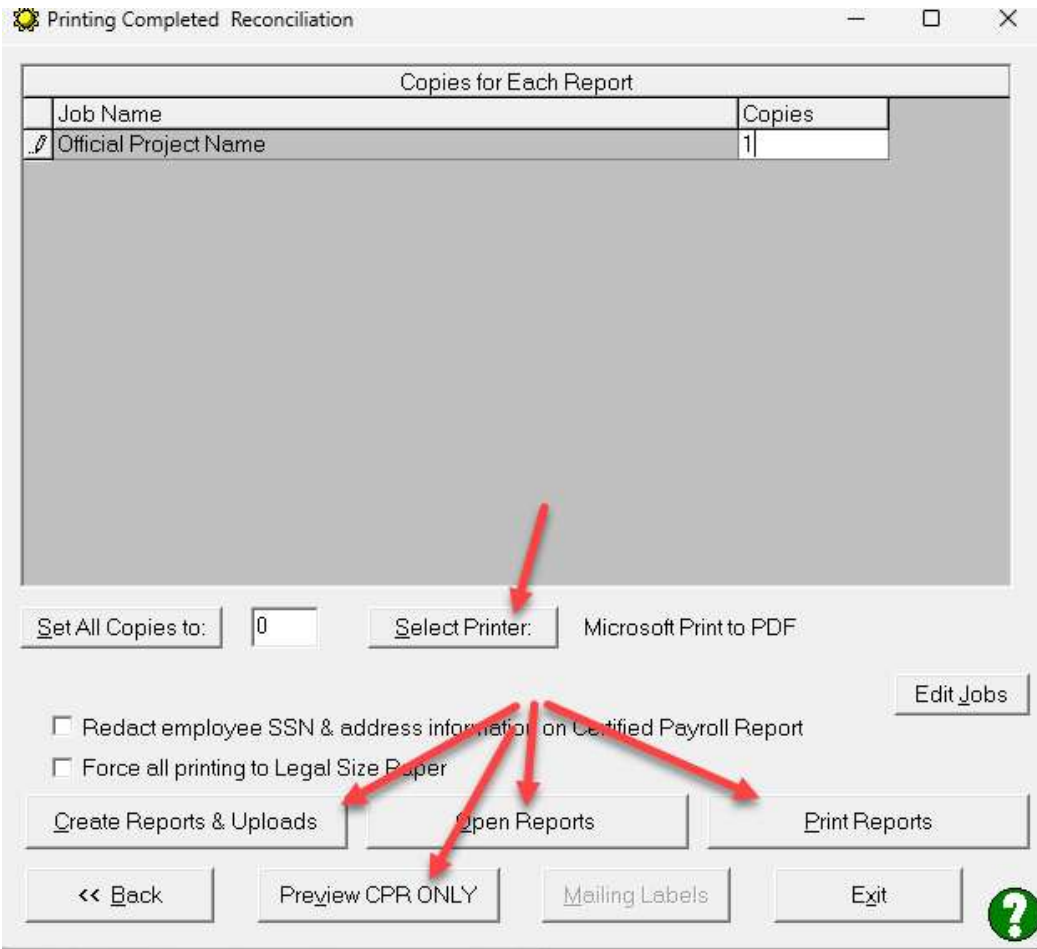 Printing Completed Reconciliation
Copies for Each Report
Job Name Copies
Official Project Name 1
Set All Copies to: 0 Select Printer: Microsoft Print to PDF
Edit Jobs
Redact employee SSN & address information on Certified Payroll Report
Force all printing to Legal Size Paper
Create Reports & Uploads Open Reports Print Reports
<< Back Preview CPR ONLY Mailing Labels Exit ?